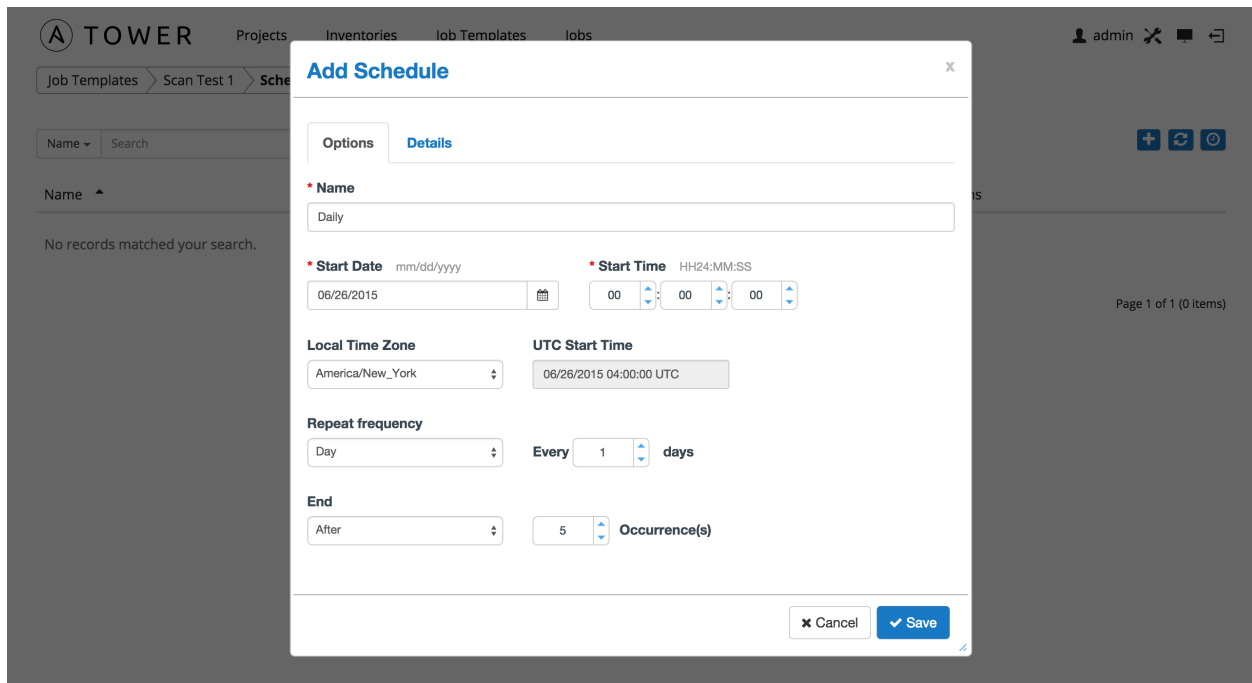 A TOWER Projects Inventories Job Templates Jobs admin
Job Templates Scan Test 1 Sche
Add Schedule x
Name Search
Options Details
Name
* Name
Daily
No records matched your search.
* Start Date mm/dd/yyyy * Start Time HH24:MM:SS
06/26/2015 00 : 00 : 00
Page 1 of 1 (0 items)
Local Time Zone UTC Start Time
America/New_York 06/26/2015 04:00:00 UTC
Repeat frequency
Day Every 1 days
End
After 5 Occurrence(s)
Cancel Save